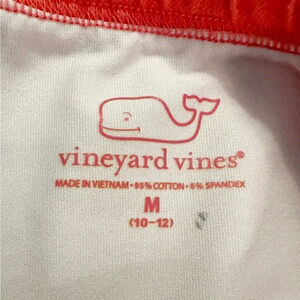 vineyard vines®
MADE IN VIETNAM • 95% COTTON • 5% SPANDEX
M
(10-12)